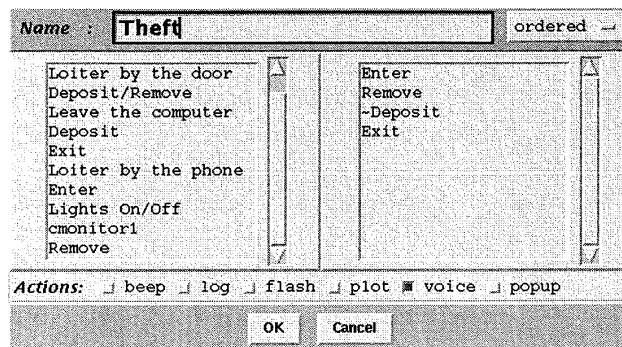 Name : Theft ordered
Loiter by the door
Deposit/Remove
Leave the computer
Deposit
Exit
Loiter by the phone
Enter
Lights On/Off
cmonitor1
Remove
Enter
Remove
~Deposit
Exit
Actions: beep log flash plot voice popup
OK Cancel